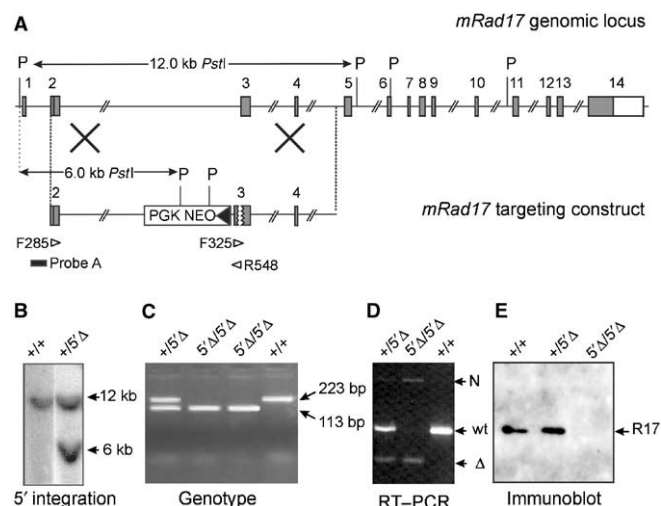 A
mRad17 genomic locus
P 12.0 kb PstI P P P
1 2 3 4 5 6 7 8 9 10 11 12 13 14
6.0 kb PstI P P
2 PGK NEO 3 4
mRad17 targeting construct
F285 F325
Probe A R548
B C D E
+/+ +/5'Δ
+/5'Δ 5'Δ/5'Δ 5'Δ/5'Δ +/+
+/5'Δ 5'Δ/5'Δ +/+
+/+ +/5'Δ 5'Δ/5'Δ
12 kb
6 kb
223 bp
113 bp
N
wt
Δ
R17
5′ integration
Genotype
RT–PCR
Immunoblot